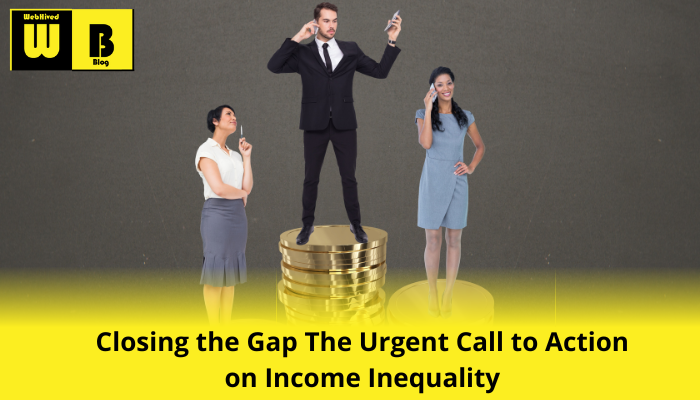 WebHived
W B
Blog
Closing the Gap The Urgent Call to Action
on Income Inequality